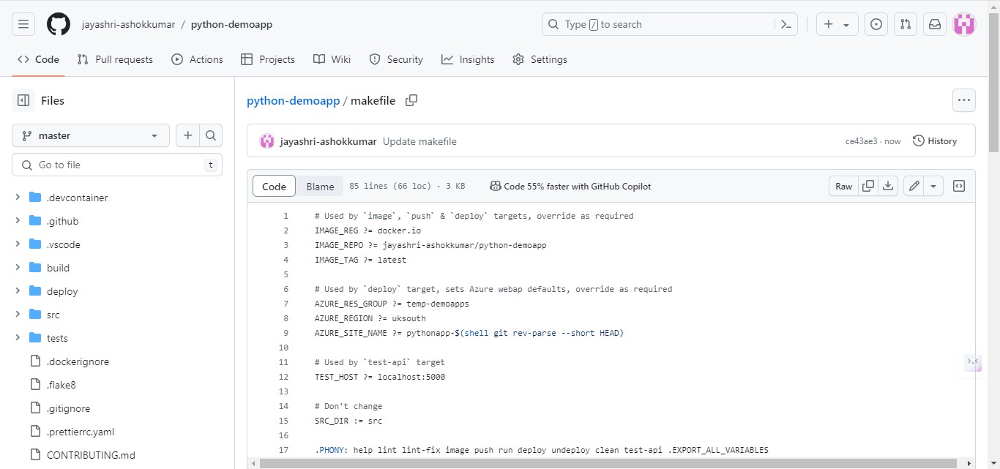 jayashri-ashokkumar / python-demoapp
Type / to search
Code Pull requests Actions Projects Wiki Security Insights Settings
Files
master
Go to file t
.devcontainer
.github
.vscode
build
deploy
src
tests
.dockerignore
.flake8
.gitignore
.prettierrc.yaml
CONTRIBUTING.md
python-demoapp / makefile
jayashri-ashokkumar Update makefile ce43ae3 · now History
Code Blame 85 lines (66 loc) · 3 KB Code 55% faster with GitHub Copilot Raw
1 # Used by `image`, `push` & `deploy` targets, override as required
2 IMAGE_REG ?= docker.io
3 IMAGE_REPO ?= jayashri-ashokkumar/python-demoapp
4 IMAGE_TAG ?= latest
5
6 # Used by `deploy` target, sets Azure webap defaults, override as required
7 AZURE_RES_GROUP ?= temp-demoapps
8 AZURE_REGION ?= uksouth
9 AZURE_SITE_NAME ?= pythonapp-$(shell git rev-parse --short HEAD)
10
11 # Used by `test-api` target
12 TEST_HOST ?= localhost:5000
13
14 # Don't change
15 SRC_DIR := src
16
17 .PHONY: help lint lint-fix image push run deploy undeploy clean test-api .EXPORT_ALL_VARIABLES